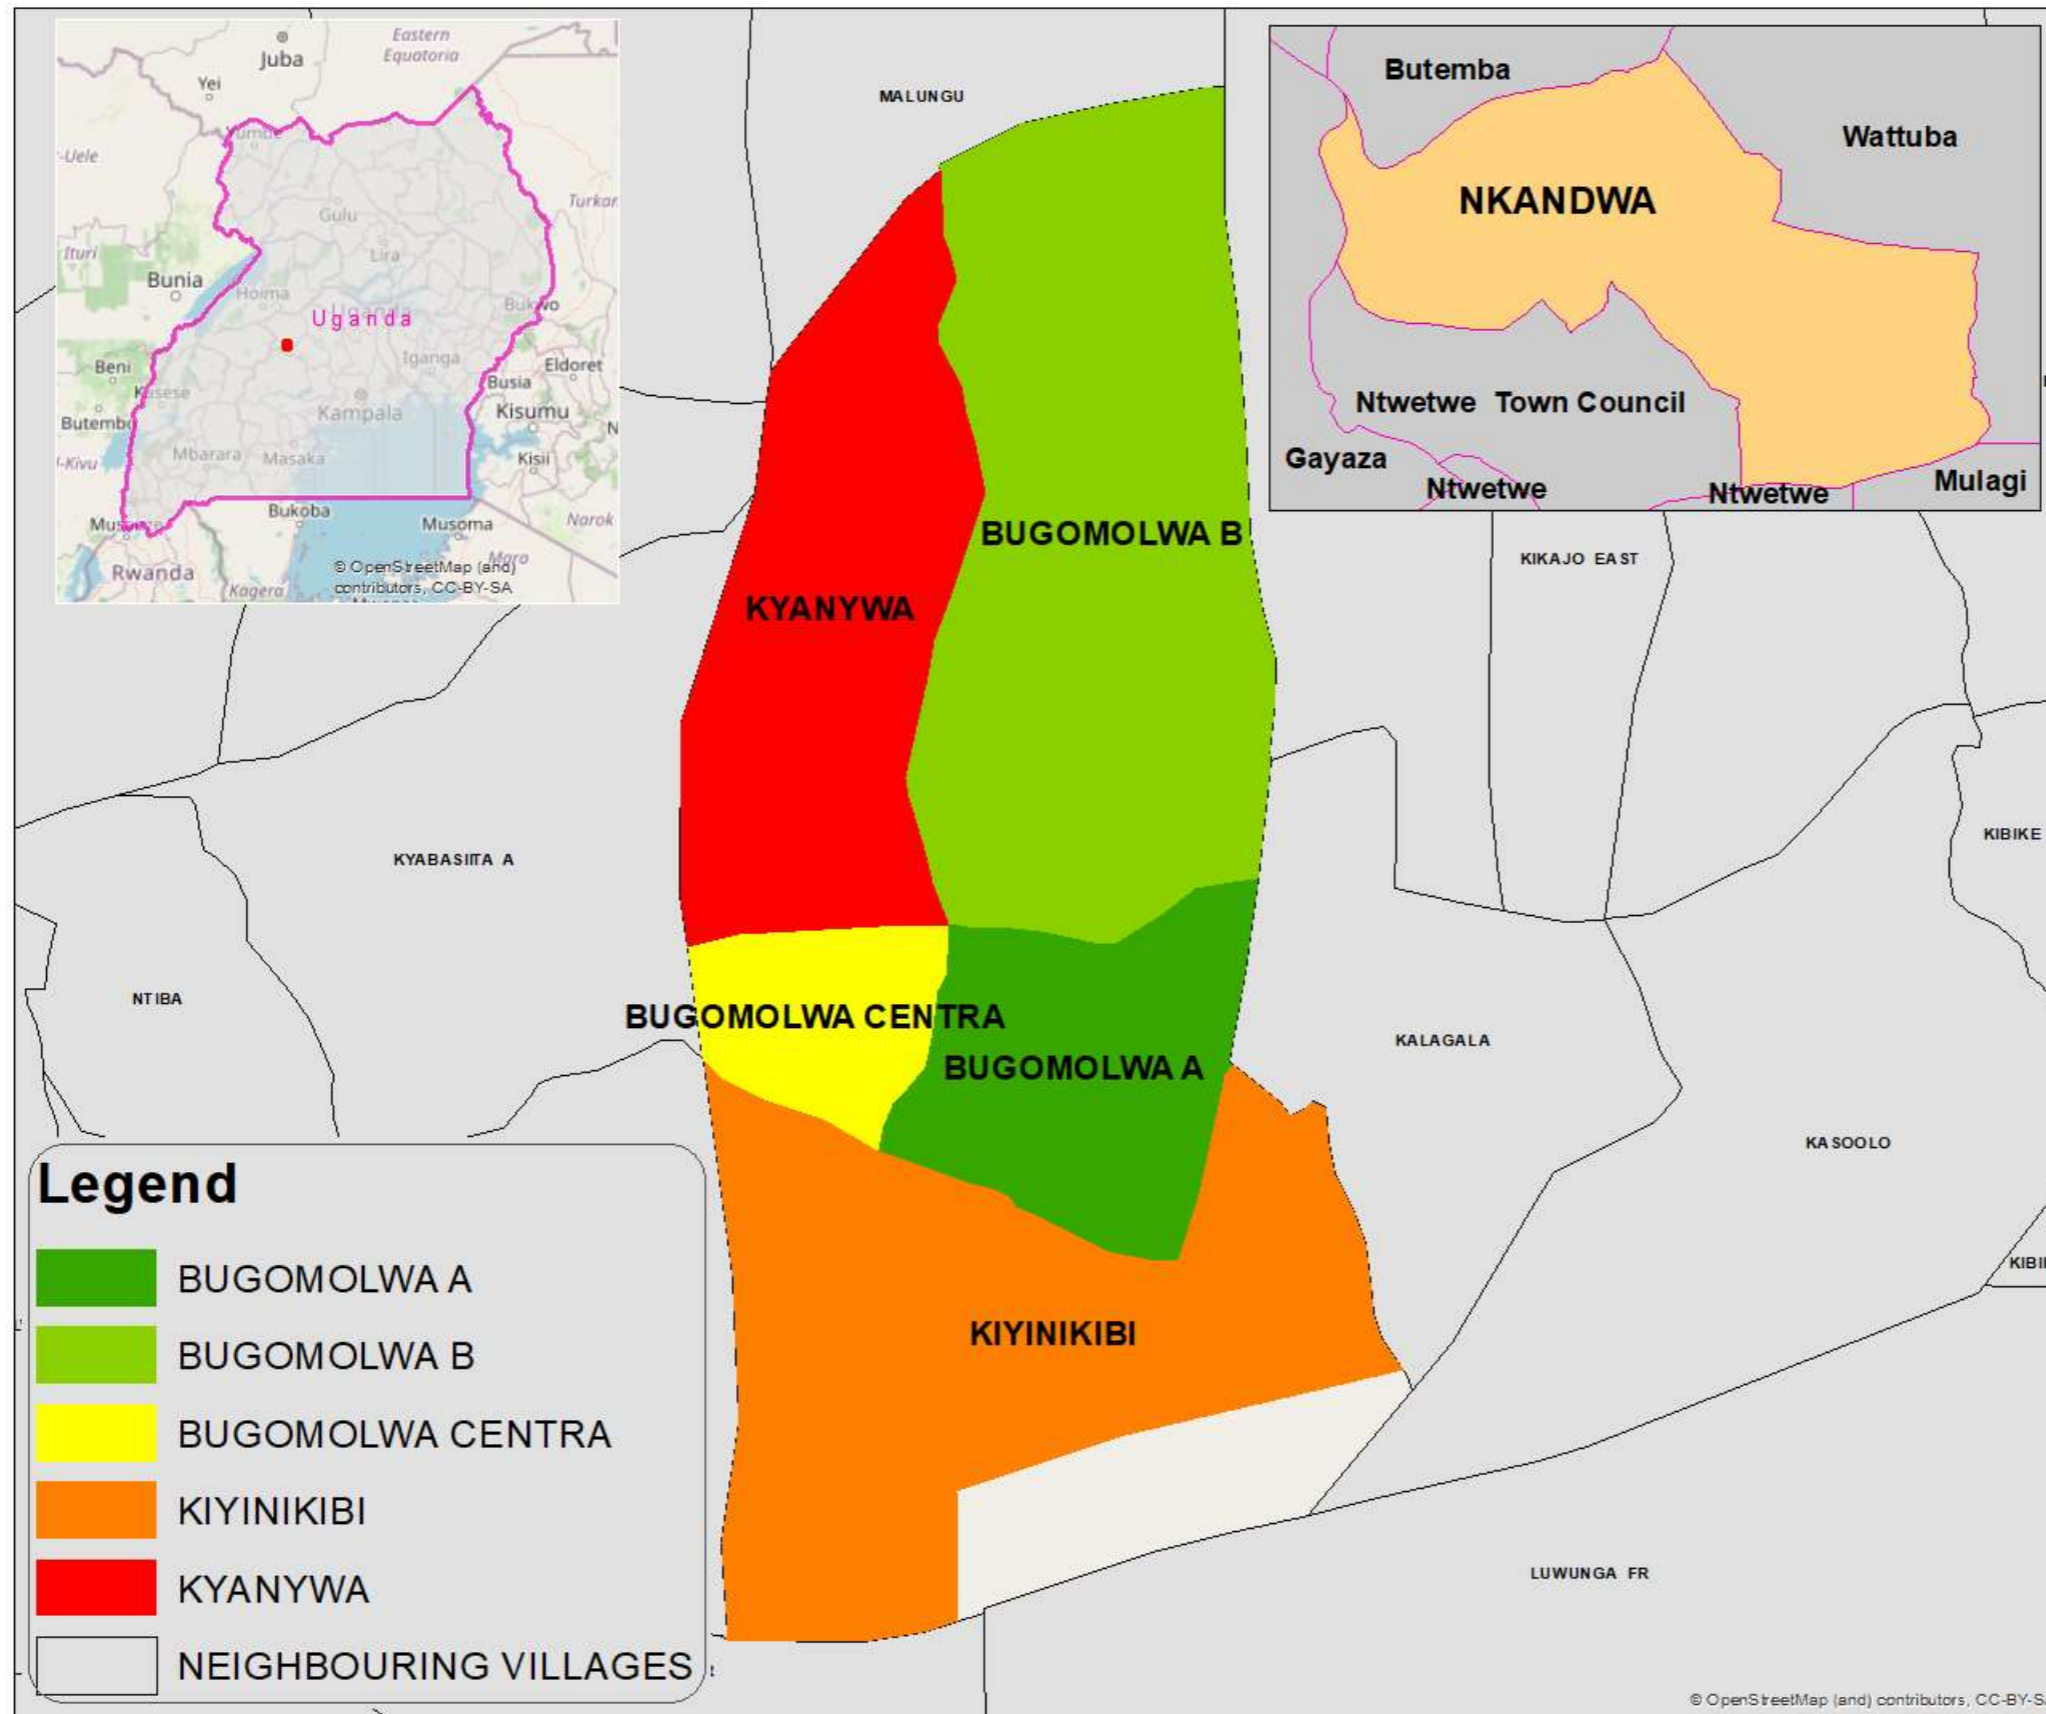 Eastern
Equatoria
Juba
Yei
Yumbe
-Uele
Turkan
Gulu
Ituri
Lira
Bunia
Hoima
Uganda
Bukwo
Beni
Iganga
Eldoret
Busia
Kasese
Kampala
Kisumu
Butembo
Mbarara
Masaka
Kisii
-Kivu
Bukoba
Musoma
Narok
Mara
Rwanda
Kagera
© OpenStreetMap (and)
contributors, CC-BY-SA
Butemba
Wattuba
NKANDWA
Ntwetwe Town Council
Gayaza
Ntwetwe
Ntwetwe
Mulagi
MALUNGU
BUGOMOLWA B
KIKAJO EAST
KYANYWA
KIBIKE
KYABASIITA A
NTIBA
BUGOMOLWA CENTRA
KALAGALA
BUGOMOLWA A
KASOOLO
KIBI
KIYINIKIBI
LUWUNGA FR
Legend
BUGOMOLWA A
BUGOMOLWA B
BUGOMOLWA CENTRA
KIYINIKIBI
KYANYWA
NEIGHBOURING VILLAGES
© OpenStreetMap (and) contributors, CC-BY-SA